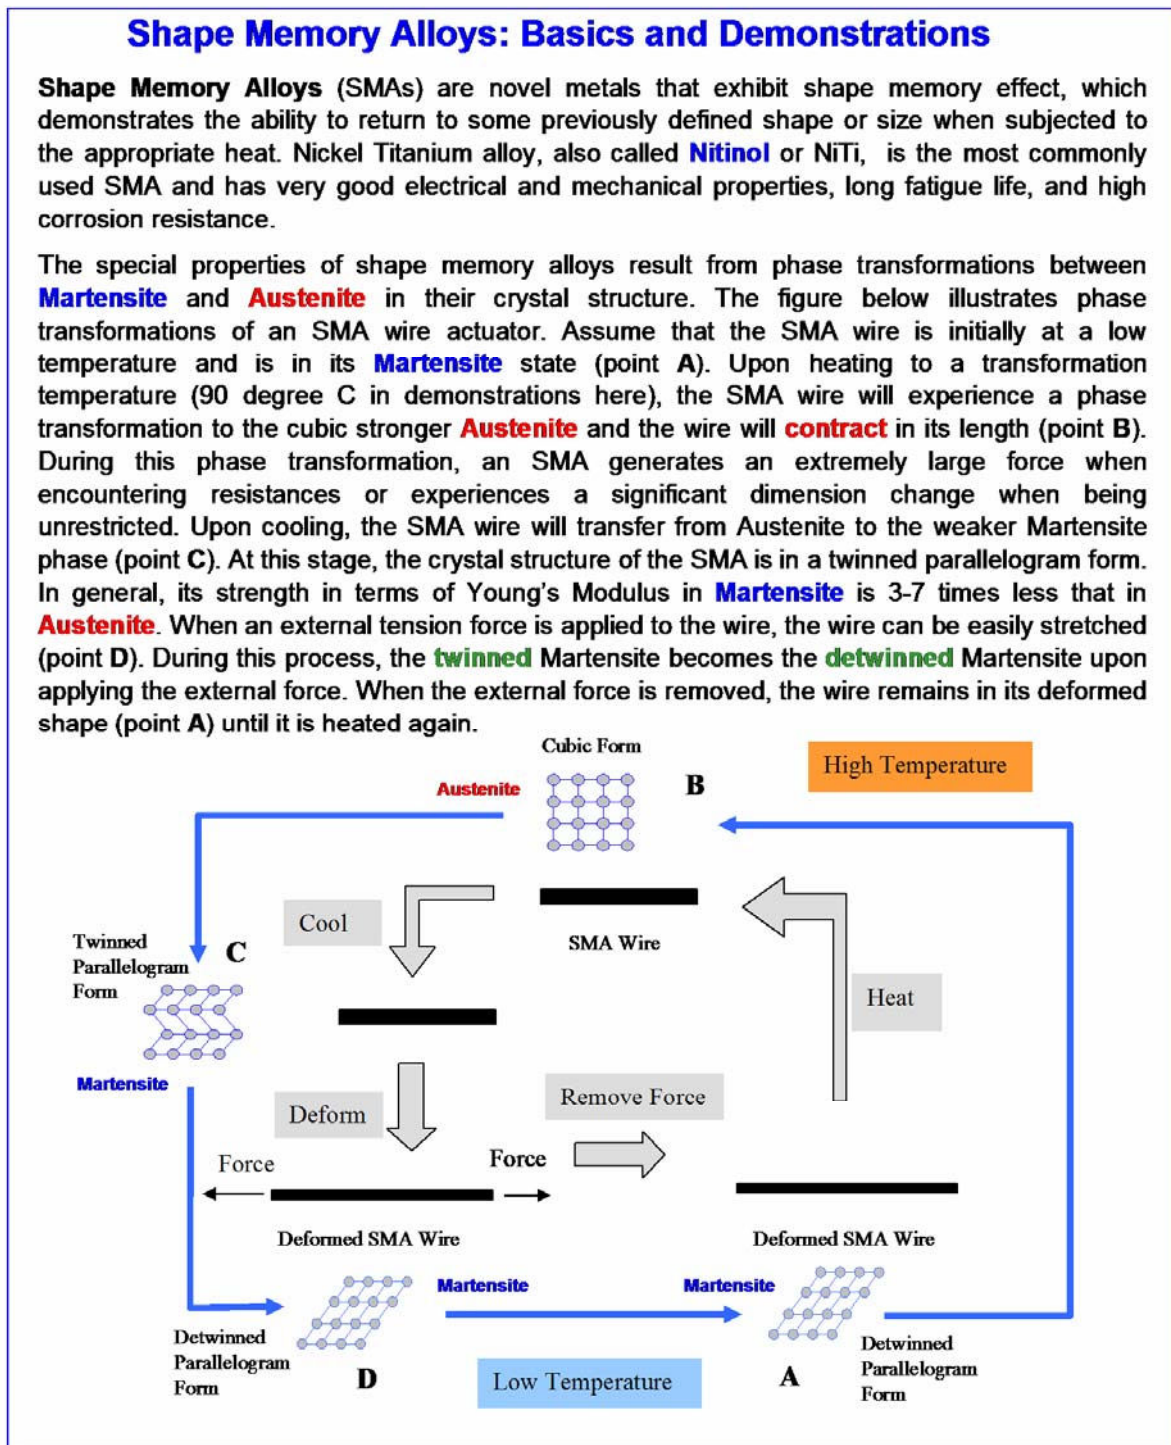 Shape Memory Alloys: Basics and Demonstrations
Shape Memory Alloys (SMAs) are novel metals that exhibit shape memory effect, which
demonstrates the ability to return to some previously defined shape or size when subjected to
the appropriate heat. Nickel Titanium alloy, also called Nitinol or NiTi, is the most commonly
used SMA and has very good electrical and mechanical properties, long fatigue life, and high
corrosion resistance.
The special properties of shape memory alloys result from phase transformations between
Martensite and Austenite in their crystal structure. The figure below illustrates phase
transformations of an SMA wire actuator. Assume that the SMA wire is initially at a low
temperature and is in its Martensite state (point A). Upon heating to a transformation
temperature (90 degree C in demonstrations here), the SMA wire will experience a phase
transformation to the cubic stronger Austenite and the wire will contract in its length (point B).
During this phase transformation, an SMA generates an extremely large force when
encountering resistances or experiences a significant dimension change when being
unrestricted. Upon cooling, the SMA wire will transfer from Austenite to the weaker Martensite
phase (point C). At this stage, the crystal structure of the SMA is in a twinned parallelogram form.
In general, its strength in terms of Young's Modulus in Martensite is 3-7 times less that in
Austenite. When an external tension force is applied to the wire, the wire can be easily stretched
(point D). During this process, the twinned Martensite becomes the detwinned Martensite upon
applying the external force. When the external force is removed, the wire remains in its deformed
shape (point A) until it is heated again.
Cubic Form
High Temperature
Austenite
B
Cool
SMA Wire
Twinned
Parallelogram
Form
C
Heat
Martensite
Deform
Remove Force
Force
Force
Deformed SMA Wire
Deformed SMA Wire
Martensite
Martensite
Detwinned
Parallelogram
Form
D
Low Temperature
A
Detwinned
Parallelogram
Form